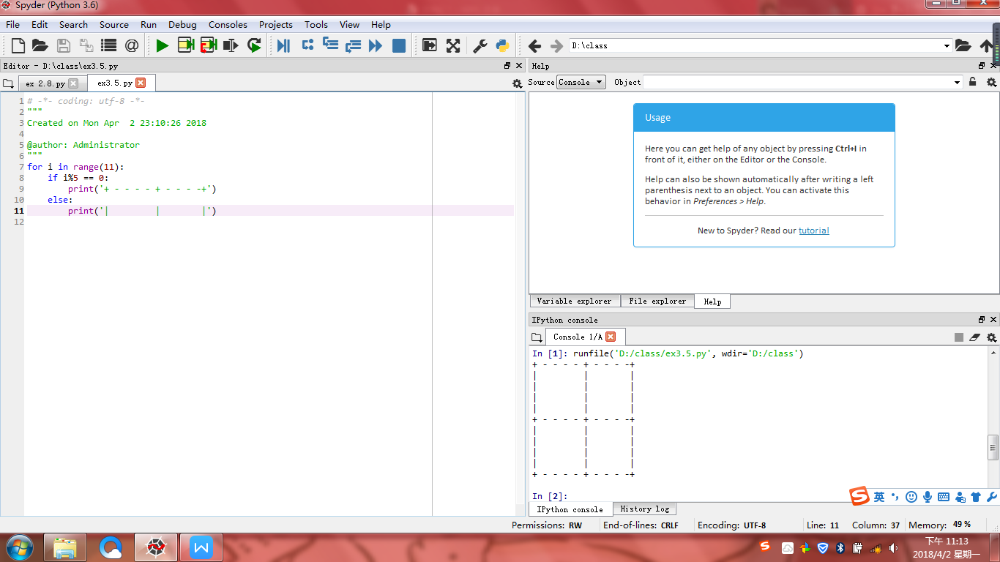 Spyder (Python 3.6)
File Edit Search Source Run Debug Consoles Projects Tools View Help
D:\class
Editor - D:\class\ex3.5.py
ex 2.8.py
ex3.5.py
1 # -*- coding: utf-8 -*-
2 """
3 Created on Mon Apr  2 23:10:26 2018
4
5 @author: Administrator
6 """
7 for i in range(11):
8     if i%5 == 0:
9         print('+ - - - - + - - - -+')
10     else:
11         print('|         |        |')
12
Help
Source Console Object
Usage
Here you can get help of any object by pressing Ctrl+I in
front of it, either on the Editor or the Console.
Help can also be shown automatically after writing a left
parenthesis next to an object. You can activate this
behavior in Preferences > Help.
New to Spyder? Read our tutorial
Variable explorer File explorer Help
IPython console
Console 1/A
In [1]: runfile('D:/class/ex3.5.py', wdir='D:/class')
+ - - - - + - - - -+
|         |        |
|         |        |
|         |        |
|         |        |
+ - - - - + - - - -+
|         |        |
|         |        |
|         |        |
|         |        |
+ - - - - + - - - -+
In [2]:
英
IPython console History log
Permissions: RW End-of-lines: CRLF Encoding: UTF-8 Line: 11 Column: 37 Memory: 49 %
下午 11:13
2018/4/2 星期一